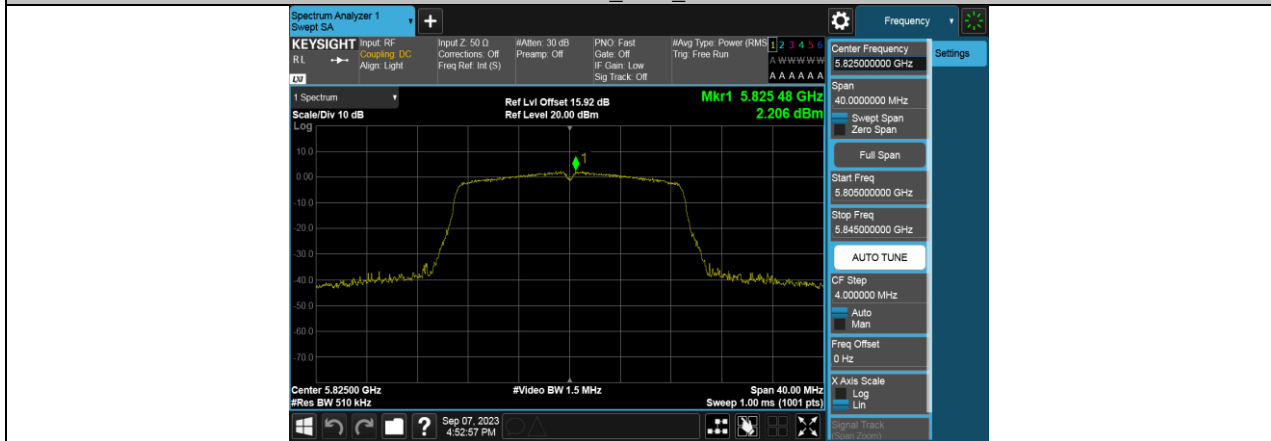 Spectrum Analyzer 1
Swept SA
+
Frequency
KEYSIGHT
Input: RF
Input Z: 50 Ω
#Atten: 30 dB
PNO: Fast
#Avg Type: Power (RMS
1 2 3 4 5 6
RL
Coupling: DC
Corrections: Off
Preamp: Off
Gate: Off
Trig: Free Run
A W W W W W
Align: Light
Freq Ref: Int (S)
IF Gain: Low
Sig Track: Off
A A A A A A
LXI
1 Spectrum
Ref Lvl Offset 15.92 dB
Mkr1 5.825 48 GHz
Scale/Div 10 dB
Ref Level 20.00 dBm
2.206 dBm
Log
10.0
1
0.00
-10.0
-20.0
-30.0
-40.0
-50.0
-60.0
-70.0
Center 5.82500 GHz
#Video BW 1.5 MHz
Span 40.00 MHz
#Res BW 510 kHz
Sweep 1.00 ms (1001 pts)
?
Sep 07, 2023
4:52:57 PM
Center Frequency
5.825000000 GHz
Settings
Span
40.0000000 MHz
Swept Span
Zero Span
Full Span
Start Freq
5.805000000 GHz
Stop Freq
5.845000000 GHz
AUTO TUNE
CF Step
4.000000 MHz
Auto
Man
Freq Offset
0 Hz
X Axis Scale
Log
Lin
Signal Track
(Span Zoom)